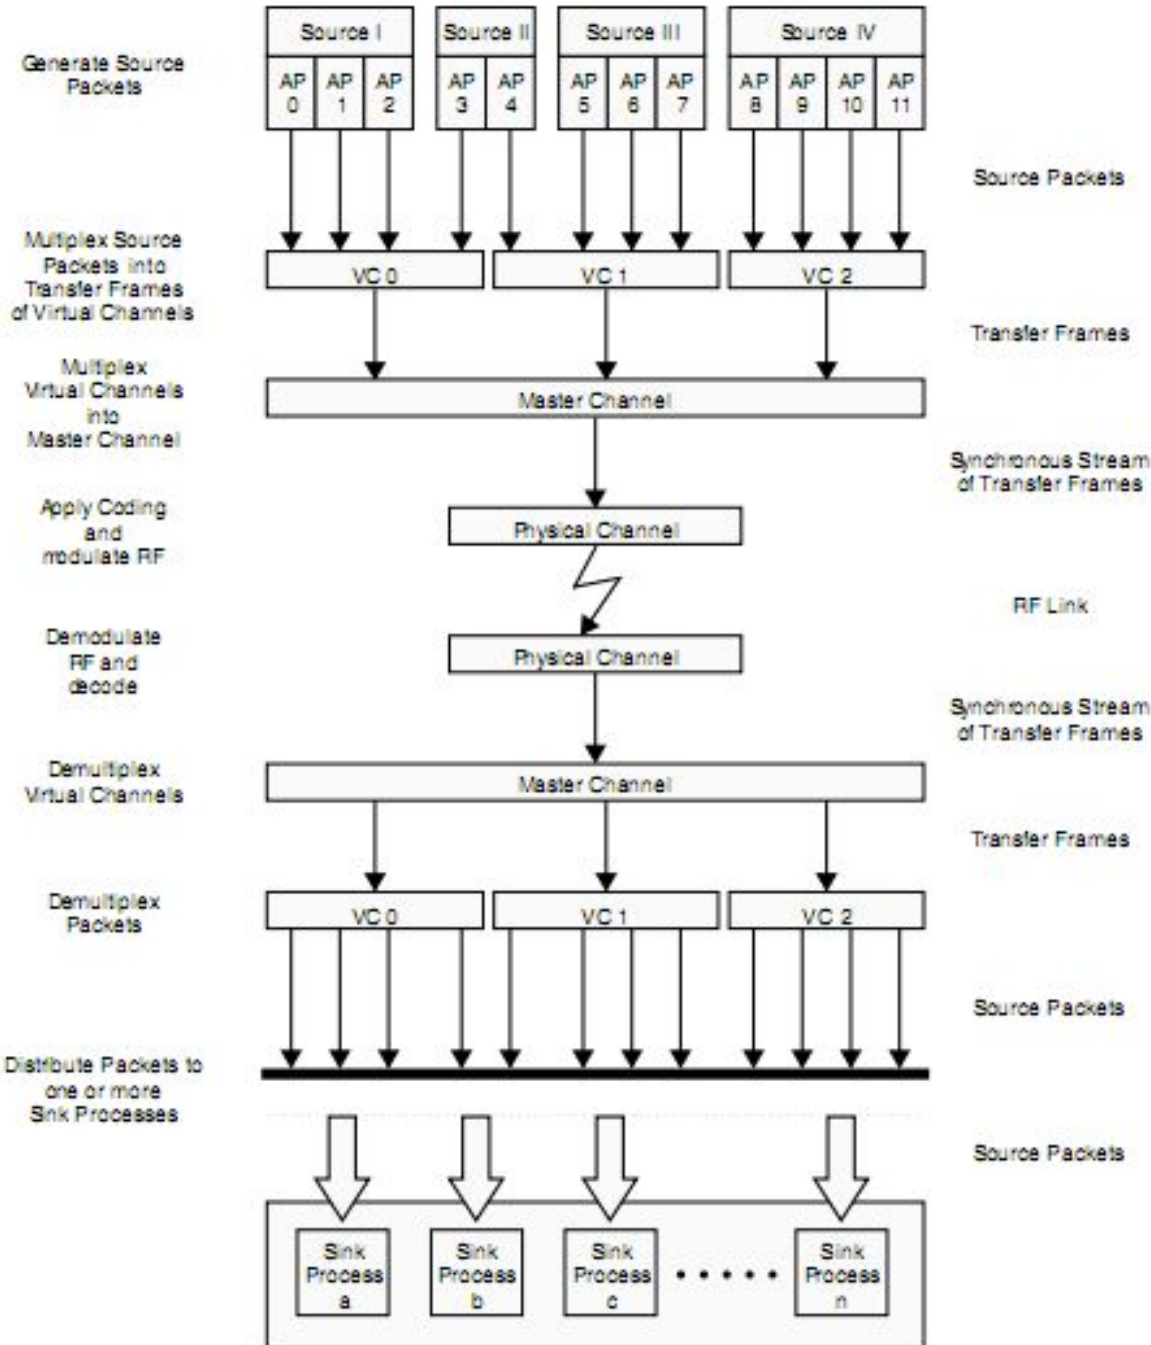 Source I
Source II
Source III
Source IV
Generate Source
Packets
AP
0
AP
1
AP
2
AP
3
AP
4
AP
5
AP
6
AP
7
AP
8
AP
9
AP
10
AP
11
Source Packets
Multiplex Source
Packets into
Transfer Frames
of Virtual Channels
VC 0
VC 1
VC 2
Transfer Frames
Multiplex
Virtual Channels
into
Master Channel
Master Channel
Synchronous Stream
of Transfer Frames
Apply Coding
and
modulate RF
Physical Channel
RF Link
Demodulate
RF and
decode
Physical Channel
Synchronous Stream
of Transfer Frames
Demultiplex
Virtual Channels
Master Channel
Transfer Frames
Demultiplex
Packets
VC 0
VC 1
VC 2
Source Packets
Distribute Packets to
one or more
Sink Processes
Source Packets
Sink
Process
a
Sink
Process
b
Sink
Process
c
Sink
Process
n